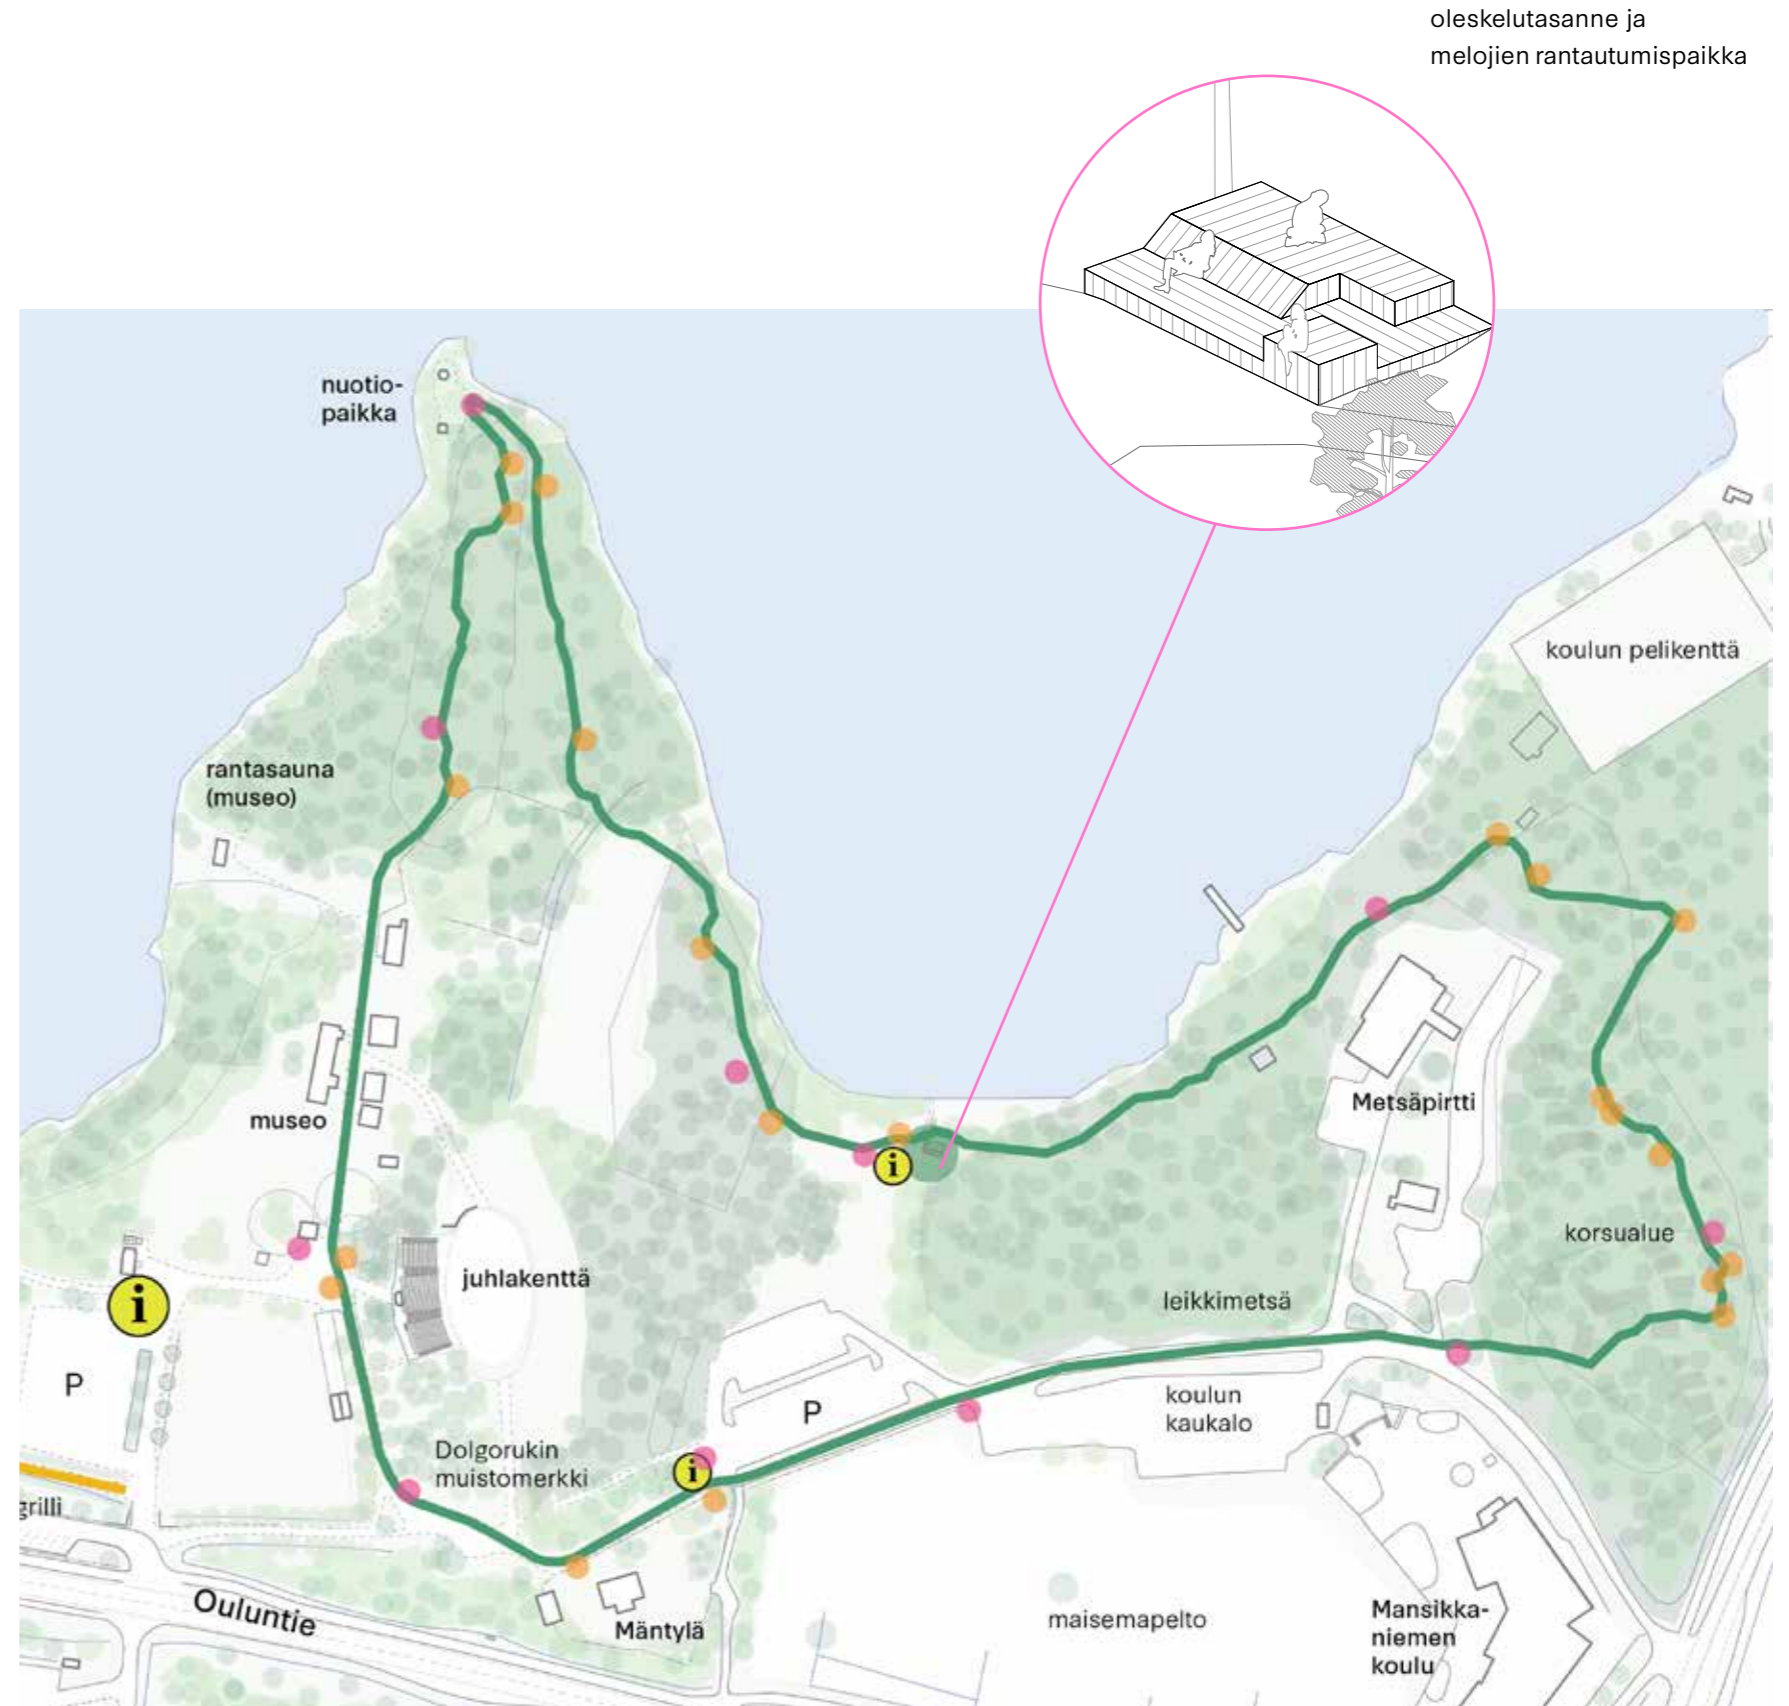 oleskelutasanne ja
melojien rantautumispaikka
nuotio-
paikka
koulun pelikenttä
rantasauna
(museo)
museo
Metsäpirtti
korsualue
juhlakenttä
leikkimetsä
i
i
i
P
P
koulun
kaukalo
Dolgorukin
muistomerkki
grilli
Ouluntie
Mäntylä
maisemapelto
Mansikka-
niemen
koulu